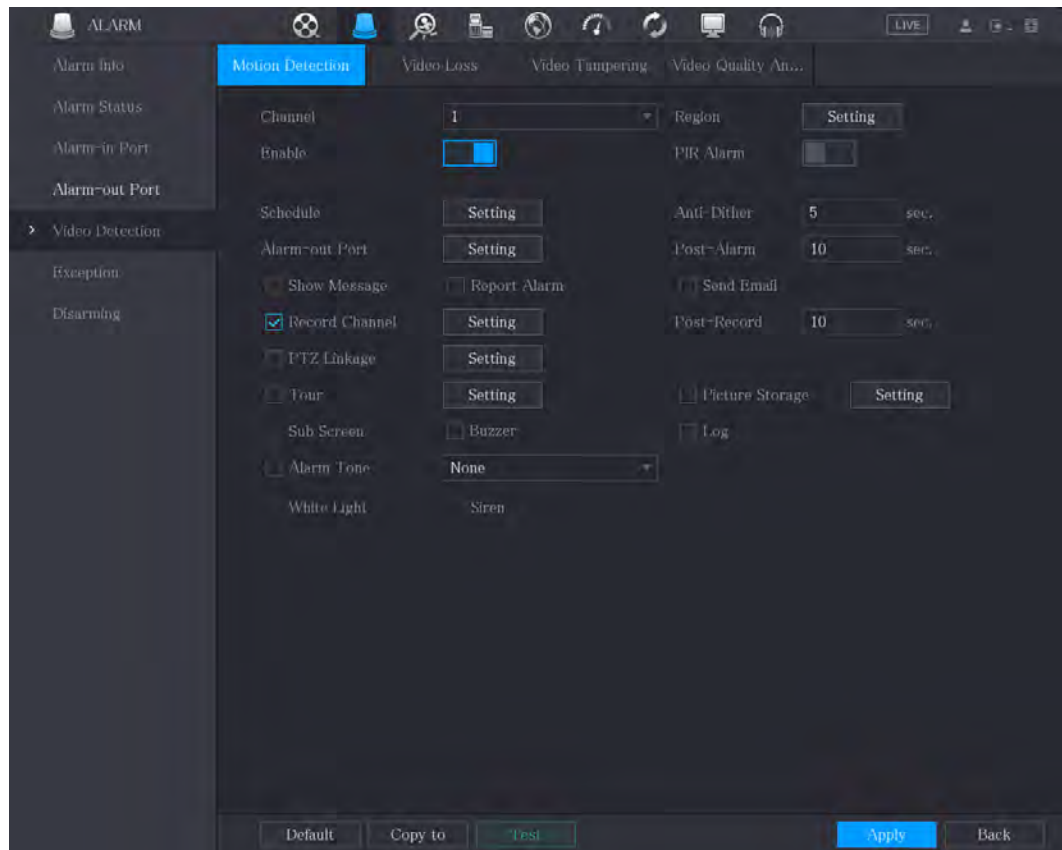 ALARM
LIVE
Alarm Info
Alarm Status
Alarm-in Port
Alarm-out Port
Video Detection
Exception
Disarming
Motion Detection Video Loss Video Tampering Video Quality An...
Channel 1 Region Setting
Enable PIR Alarm
Schedule Setting Anti-Dither 5 sec.
Alarm-out Port Setting Post-Alarm 10 sec.
Show Message Report Alarm Send Email
Record Channel Setting Post-Record 10 sec.
PTZ Linkage Setting
Tour Setting Picture Storage Setting
Sub Screen Buzzer Log
Alarm Tone None
White Light Siren
Default Copy to Test Apply Back